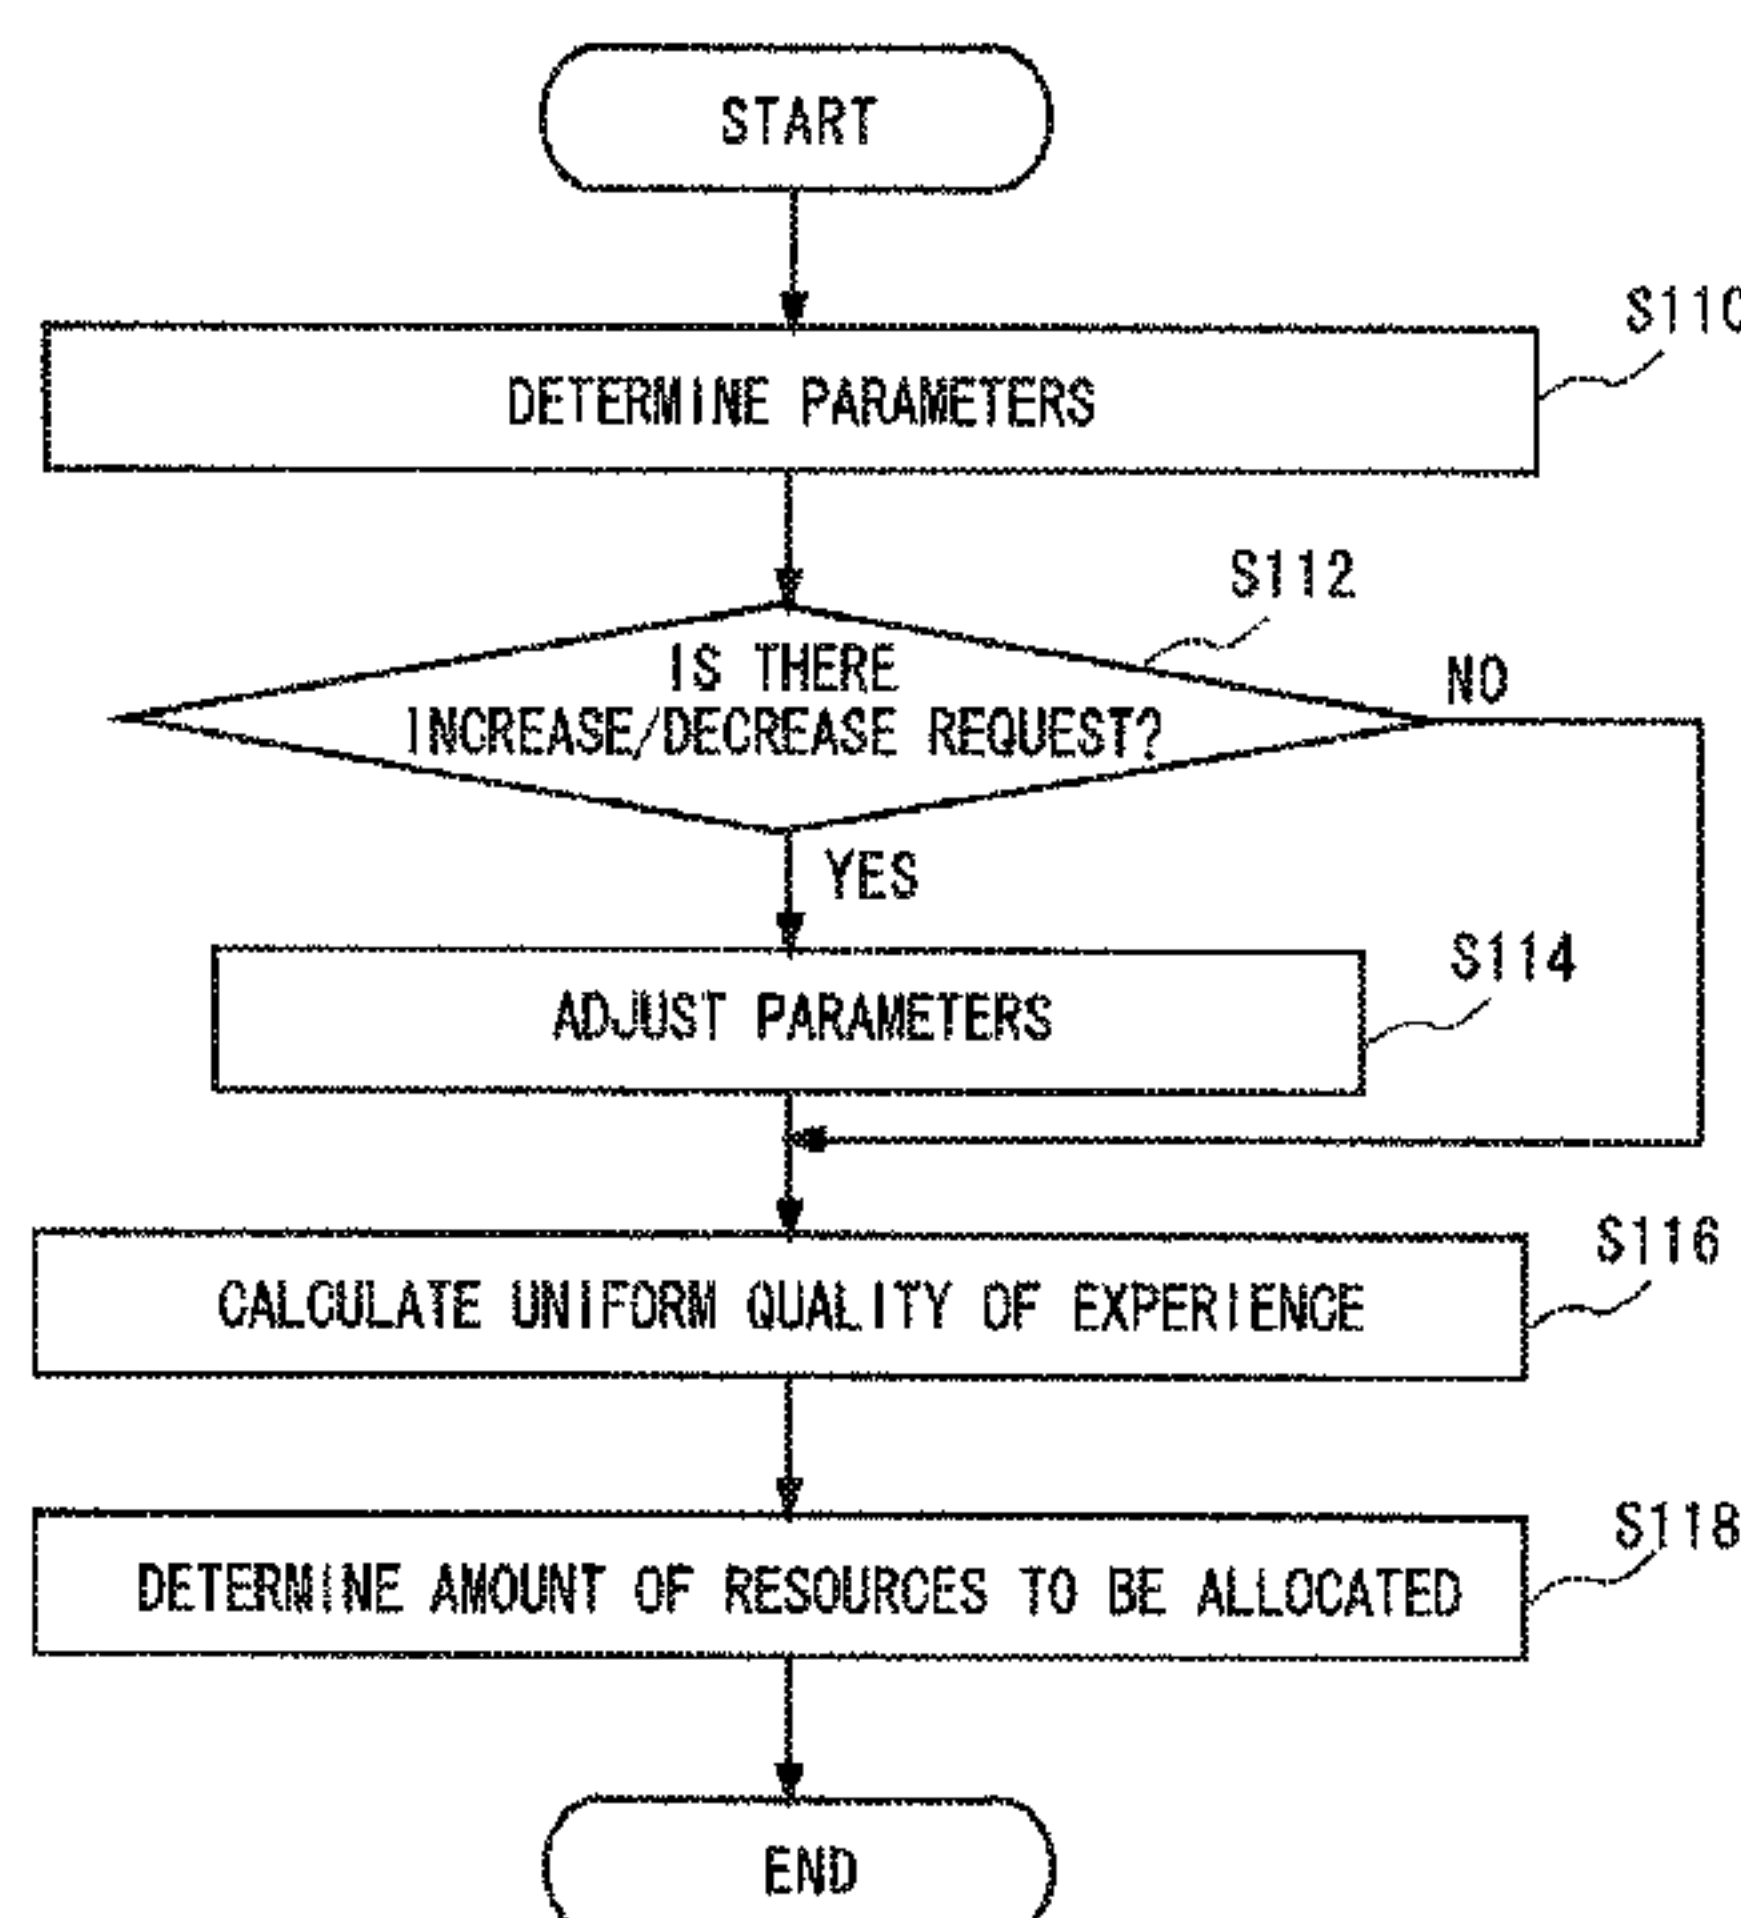 START
S110
DETERMINE PARAMETERS
S112
IS THERE
INCREASE/DECREASE REQUEST?
NO
YES
S114
ADJUST PARAMETERS
S116
CALCULATE UNIFORM QUALITY OF EXPERIENCE
S118
DETERMINE AMOUNT OF RESOURCES TO BE ALLOCATED
END